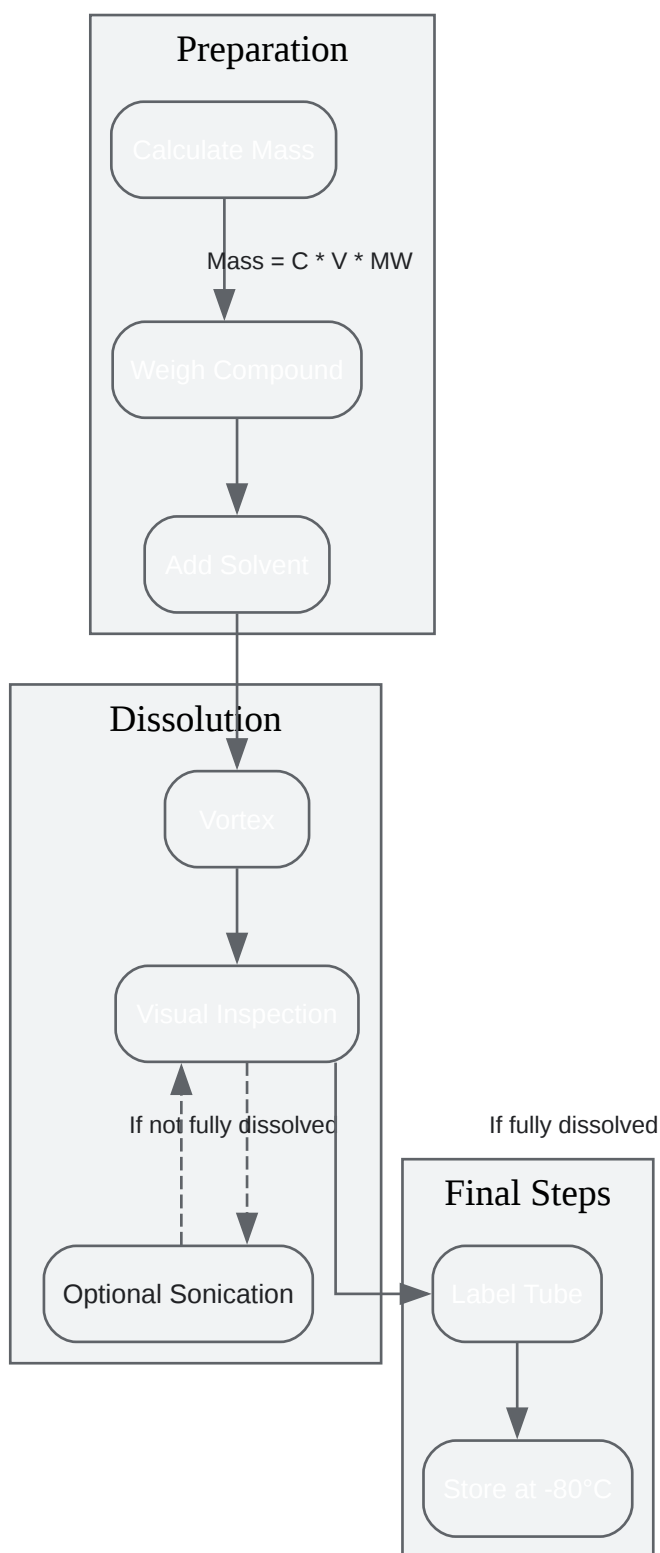 Preparation
Calculate Mass
Mass = C * V * MW
Weigh Compound
Add Solvent
Dissolution
Vortex
Visual Inspection
If not fully dissolved
If fully dissolved
Final Steps
Optional Sonication
Label Tube
Store at -80°C